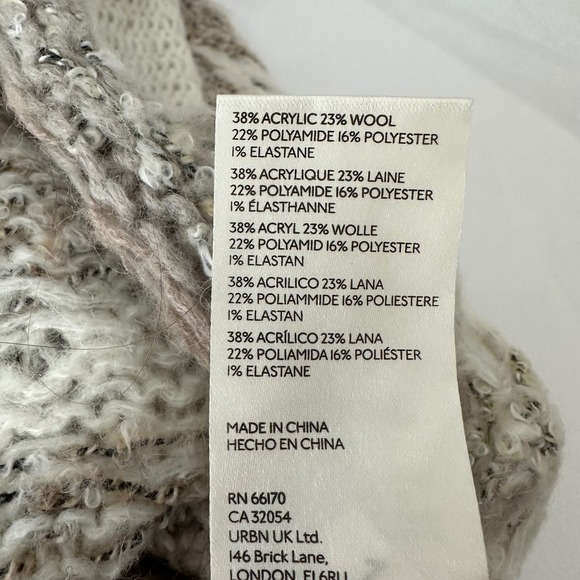 38% ACRYLIC 23% WOOL
22% POLYAMIDE 16% POLYESTER
1% ELASTANE
38% ACRYLIQUE 23% LAINE
22% POLYAMIDE 16% POLYESTER
1% ÉLASTHANNE
38% ACRYL 23% WOLLE
22% POLYAMID 16% POLYESTER
1% ELASTAN
38% ACRILICO 23% LANA
22% POLIAMMIDE 16% POLIESTERE
1% ELASTAN
38% ACRÍLICO 23% LANA
22% POLIAMIDA 16% POLIÉSTER
1% ELASTANE
MADE IN CHINA
HECHO EN CHINA
RN 66170
CA 32054
URBN UK Ltd.
146 Brick Lane,
LONDON, E1 6RU